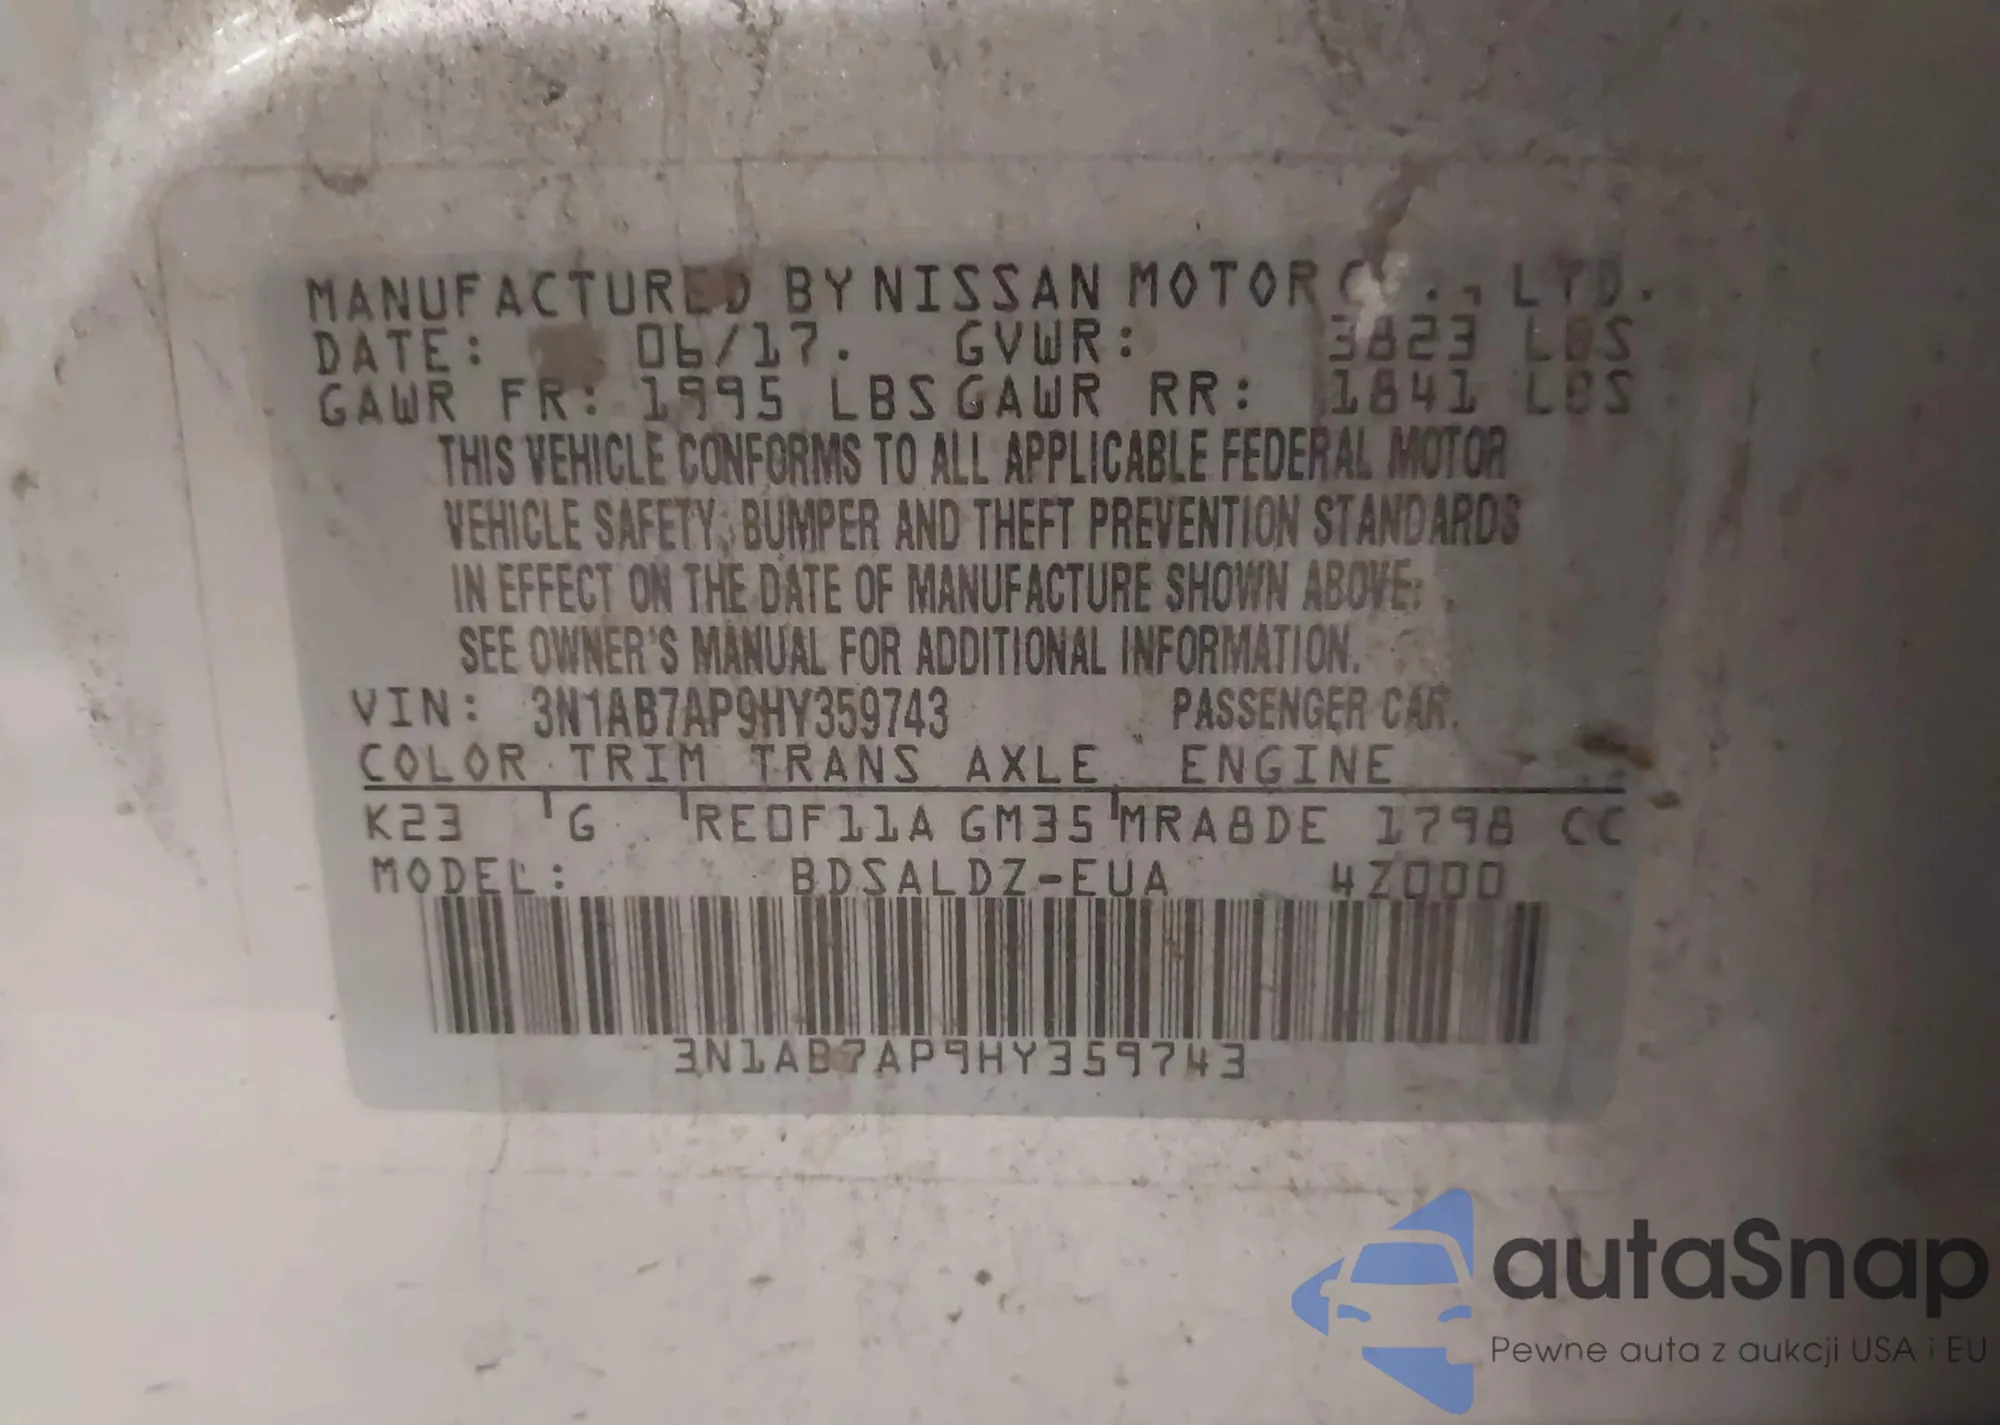 MANUFACTURED BY NISSAN MOTOR CO., LTD.
DATE: 06/17. GVWR: 3823 LBS
GAWR FR: 1995 LBS GAWR RR: 1841 LBS
THIS VEHICLE CONFORMS TO ALL APPLICABLE FEDERAL MOTOR
VEHICLE SAFETY, BUMPER AND THEFT PREVENTION STANDARDS
IN EFFECT ON THE DATE OF MANUFACTURE SHOWN ABOVE.
SEE OWNER'S MANUAL FOR ADDITIONAL INFORMATION.
VIN: 3N1AB7AP9HY359743 PASSENGER CAR.
COLOR TRIM TRANS AXLE ENGINE
K23 G RE0F11A GM35 MRA8DE 1798 CC
MODEL: BDSALDZ-EUA 4Z000
3N1AB7AP9HY359743
autaSnap
Pewne auta z aukcji USA i EU